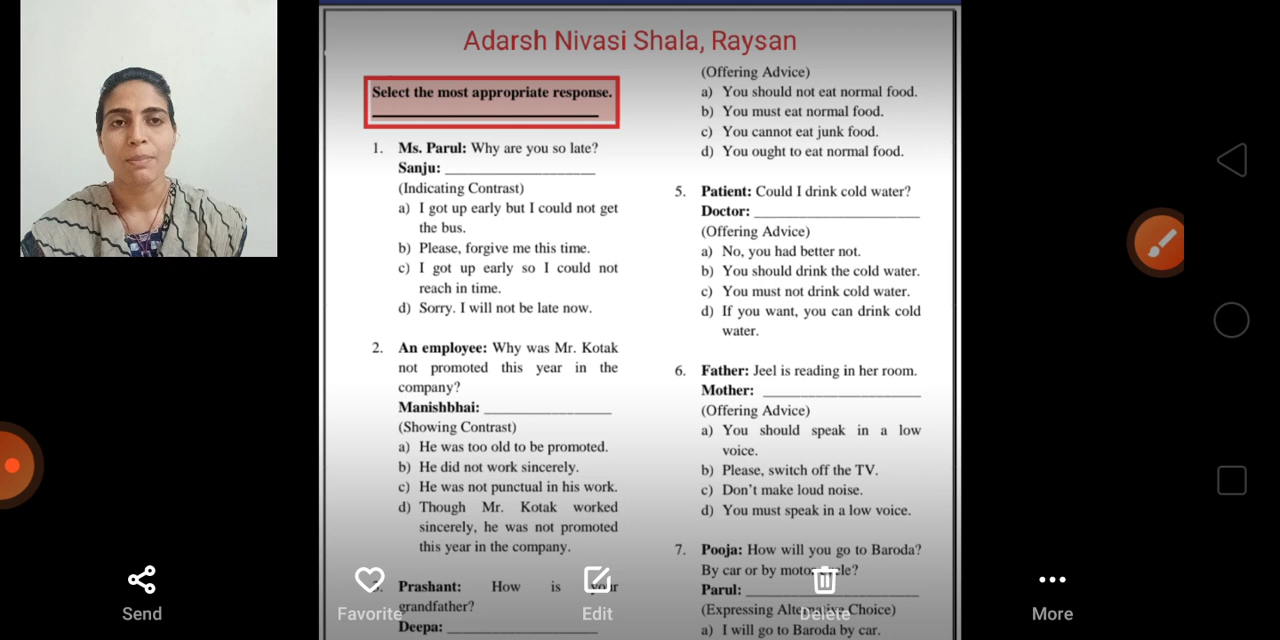 Adarsh Nivasi Shala, Raysan
Select the most appropriate response.
1. Ms. Parul: Why are you so late?
Sanju: ____________________
(Indicating Contrast)
a) I got up early but I could not get
the bus.
b) Please, forgive me this time.
c) I got up early so I could not
reach in time.
d) Sorry. I will not be late now.
2. An employee: Why was Mr. Kotak
not promoted this year in the
company?
Manishbhai: _________________
(Showing Contrast)
a) He was too old to be promoted.
b) He did not work sincerely.
c) He was not punctual in his work.
d) Though Mr. Kotak worked
sincerely, he was not promoted
this year in the company.
Prashant: How is your
grandfather?
Deepa: ____________________
(Offering Advice)
a) You should not eat normal food.
b) You must eat normal food.
c) You cannot eat junk food.
d) You ought to eat normal food.
5. Patient: Could I drink cold water?
Doctor: ______________________
(Offering Advice)
a) No, you had better not.
b) You should drink the cold water.
c) You must not drink cold water.
d) If you want, you can drink cold
water.
6. Father: Jeel is reading in her room.
Mother: _____________________
(Offering Advice)
a) You should speak in a low
voice.
b) Please, switch off the TV.
c) Don't make loud noise.
d) You must speak in a low voice.
7. Pooja: How will you go to Baroda?
By car or by motorcycle?
Parul: _______________________
(Expressing Alternative Choice)
a) I will go to Baroda by car.
Send
Favorite
Edit
Delete
More